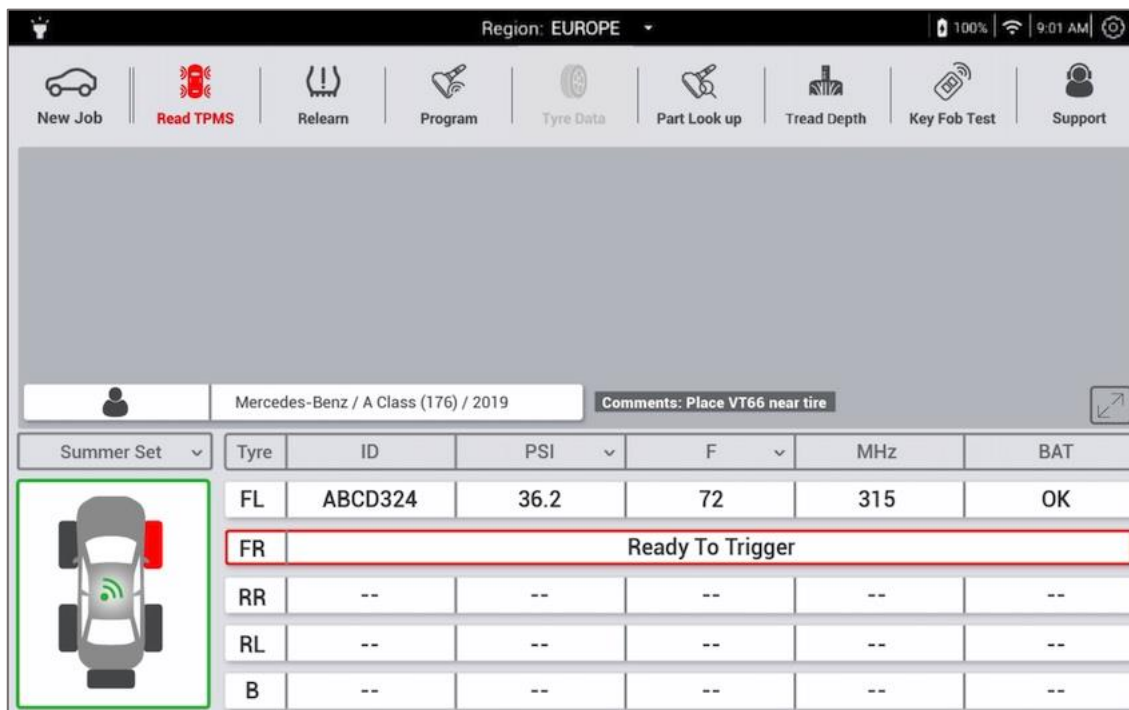 Region: EUROPE 100% 9:01 AM
New Job Read TPMS Relearn Program Tyre Data Part Look up Tread Depth Key Fob Test Support
Mercedes-Benz / A Class (176) / 2019 Comments: Place VT66 near tire
Summer Set Tyre ID PSI F MHz BAT
FL ABCD324 36.2 72 315 OK
FR Ready To Trigger
RR -- -- -- -- --
RL -- -- -- -- --
B -- -- -- -- --